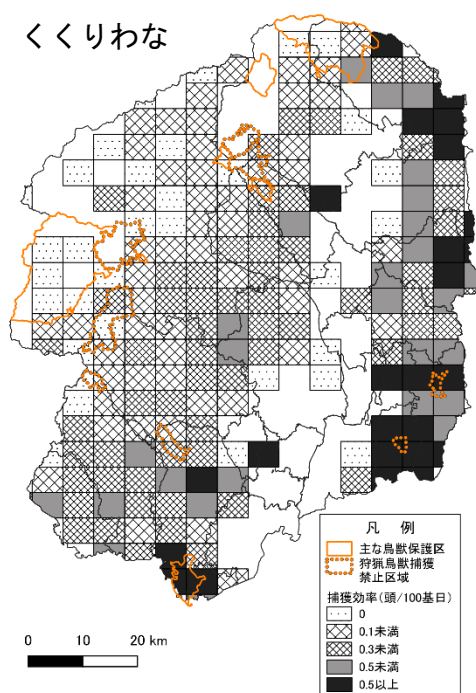 くくりわな
凡 例
主な鳥獣保護区
狩猟鳥獣捕獲
禁止区域
捕獲効率(頭/100基日)
0
0.1未満
0.3未満
0.5未満
0.5以上
0 10 20 km